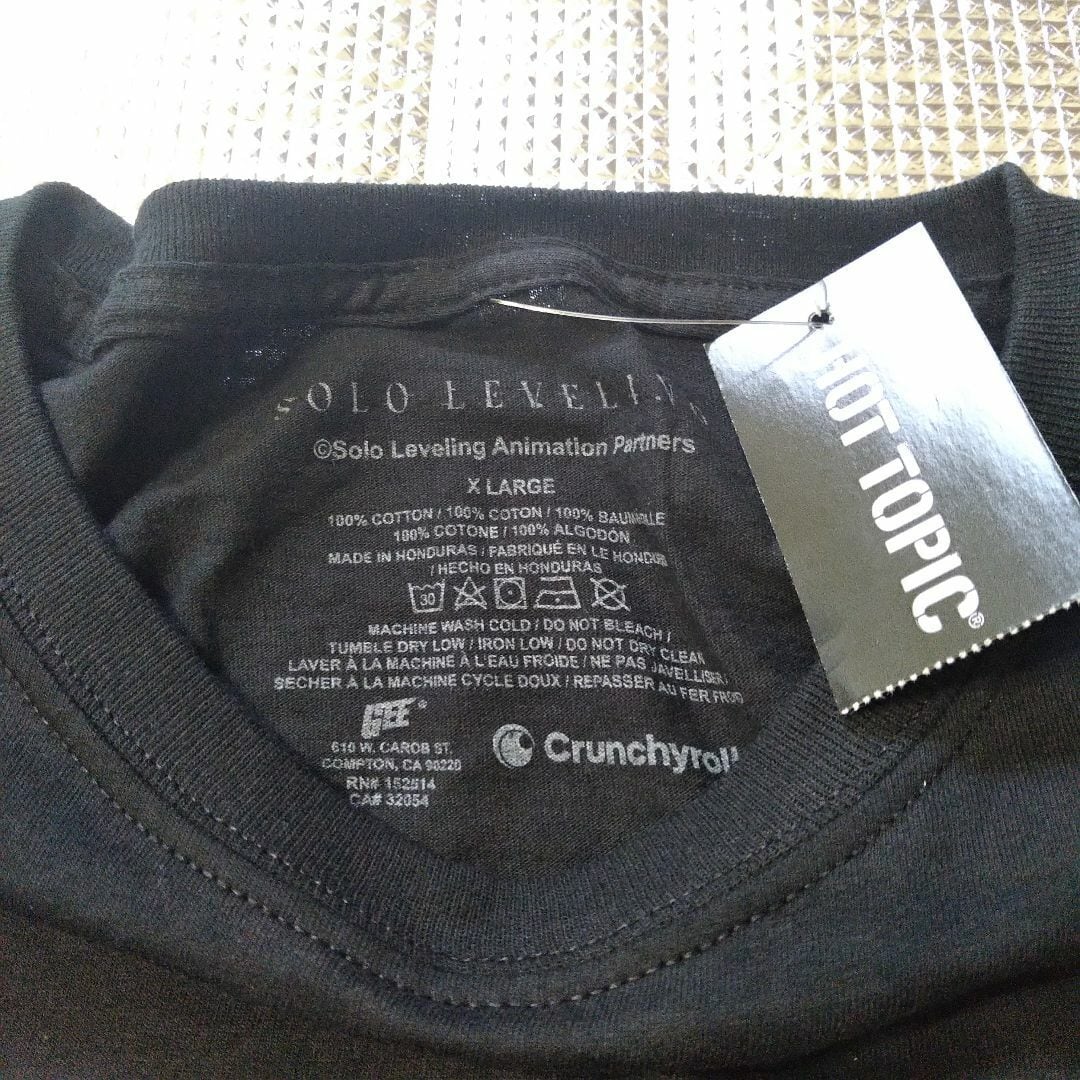 SOLO LEVELING
©Solo Leveling Animation Partners
X LARGE
100% COTTON / 100% COTON / 100% BAUMWOLLE
100% COTONE / 100% ALGODÓN
MADE IN HONDURAS / FABRIQUÉ EN LE HONDURAS
/ HECHO EN HONDURAS
30
MACHINE WASH COLD / DO NOT BLEACH /
TUMBLE DRY LOW / IRON LOW / DO NOT DRY CLEAN
LAVER À LA MACHINE À L'EAU FROIDE / NE PAS JAVELLISER /
SECHER À LA MACHINE CYCLE DOUX / REPASSER AU FER FROID
GEE
610 W. CAROB ST.
COMPTON, CA 90220
RN# 152514
CA# 32054
Crunchyroll
HOT TOPIC®